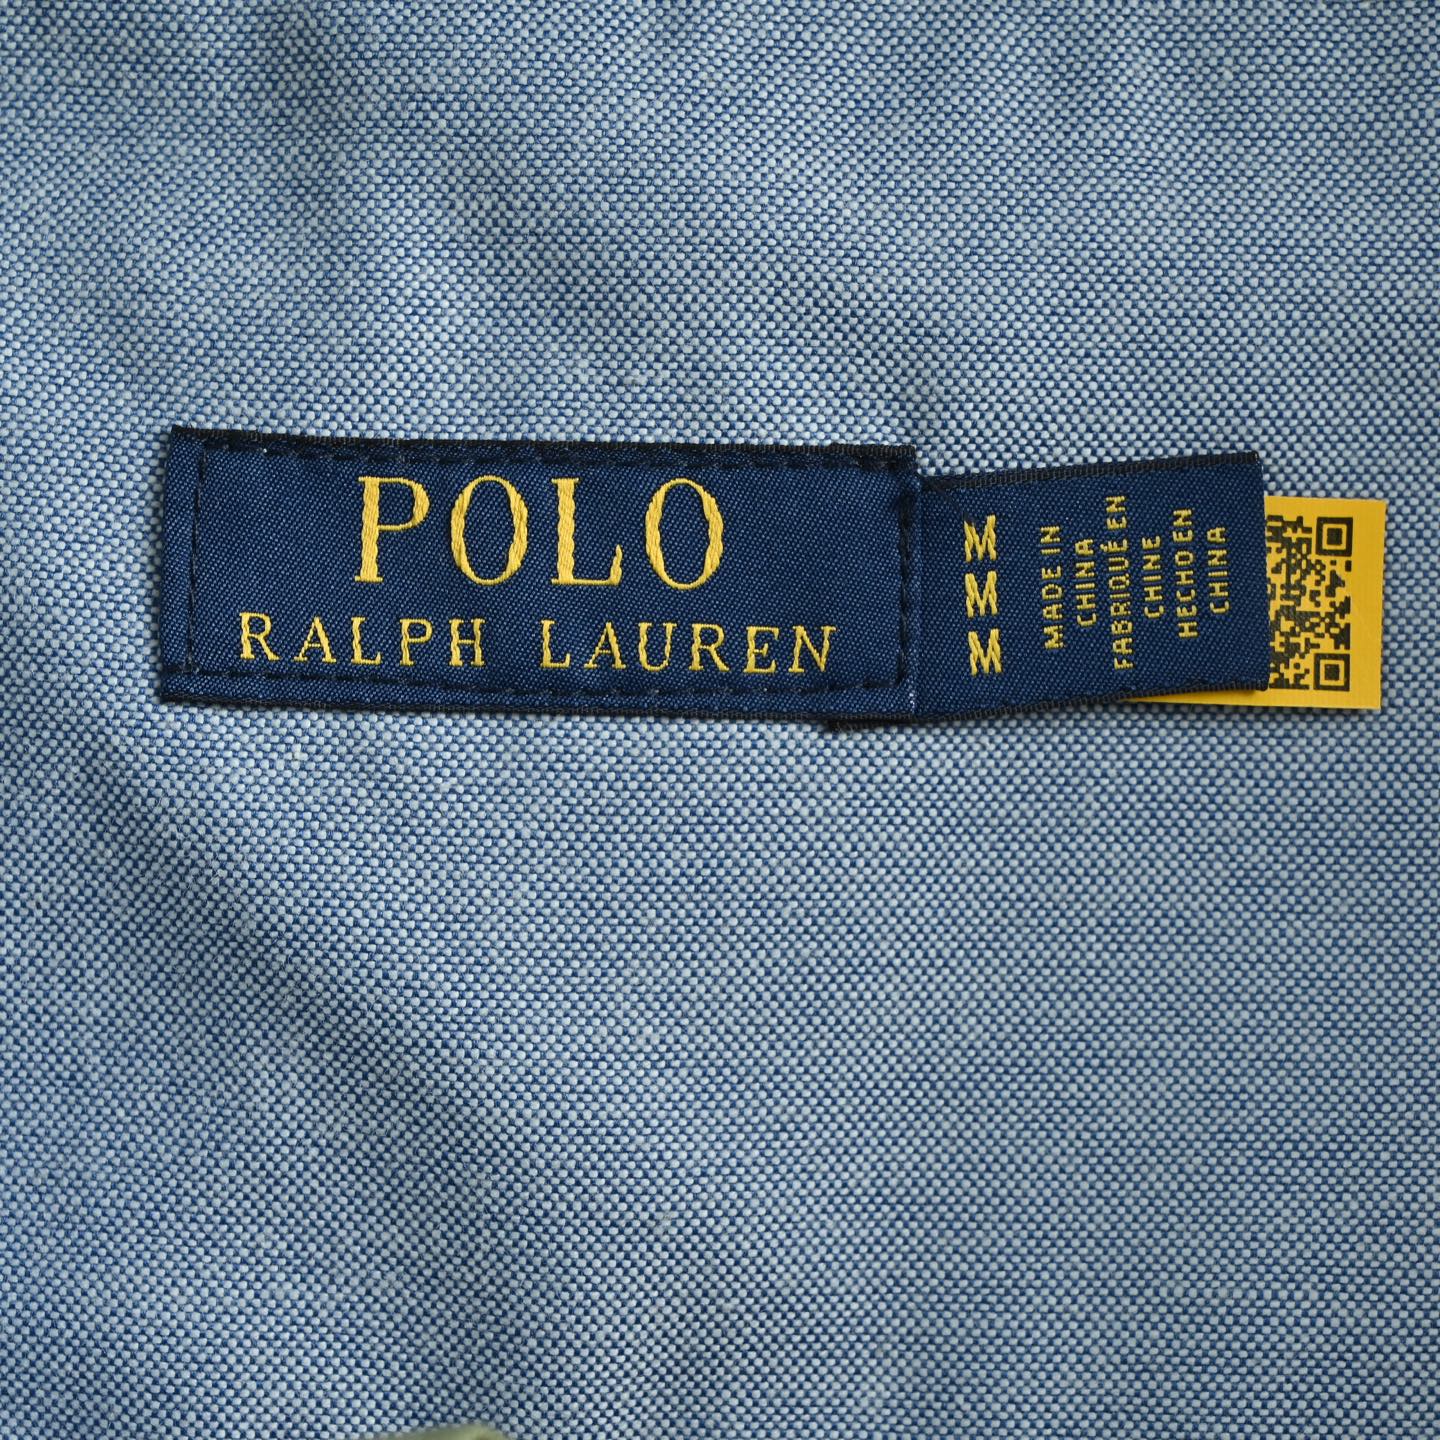 POLO
RALPH LAUREN
M
M
M
MADE IN
CHINA
FABRIQUÉ EN
CHINE
HECHO EN
CHINA